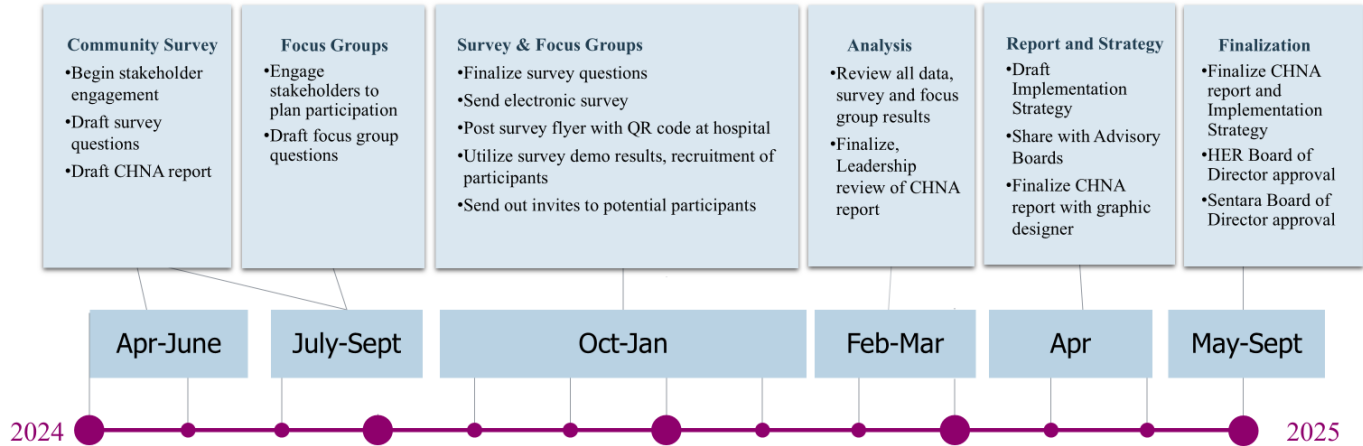 Community Survey
•Begin stakeholder
engagement
•Draft survey
questions
•Draft CHNA report
Focus Groups
•Engage
stakeholders to
plan participation
•Draft focus group
questions
Survey & Focus Groups
•Finalize survey questions
•Send electronic survey
•Post survey flyer with QR code at hospital
•Utilize survey demo results, recruitment of
participants
•Send out invites to potential participants
Analysis
•Review all data,
survey and focus
group results
•Finalize,
Leadership
review of CHNA
report
Report and Strategy
•Draft
Implementation
Strategy
•Share with Advisory
Boards
•Finalize CHNA
report with graphic
designer
Finalization
•Finalize CHNA
report and
Implementation
Strategy
•HER Board of
Director approval
•Sentara Board of
Director approval
Apr-June
July-Sept
Oct-Jan
Feb-Mar
Apr
May-Sept
2024
2025